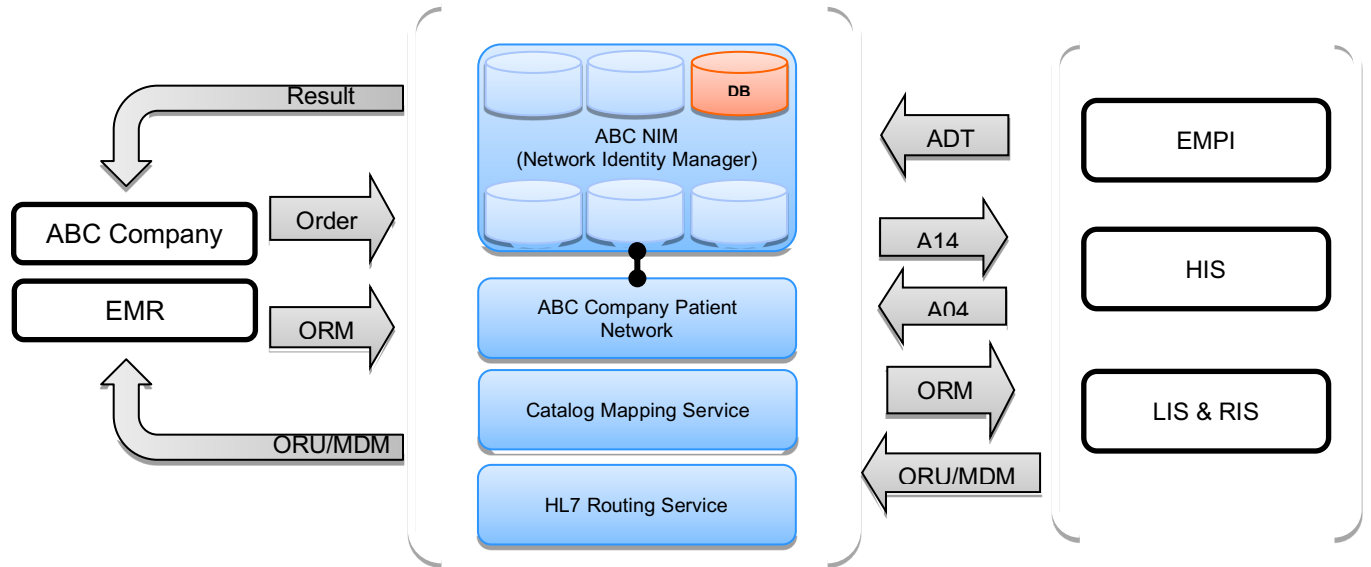 Result
ABC Company
EMR
Order
ORM
ORU/MDM
DB
ABC NIM
(Network Identity Manager)
ABC Company Patient
Network
Catalog Mapping Service
HL7 Routing Service
ADT
A14
A04
ORM
ORU/MDM
EMPI
HIS
LIS & RIS